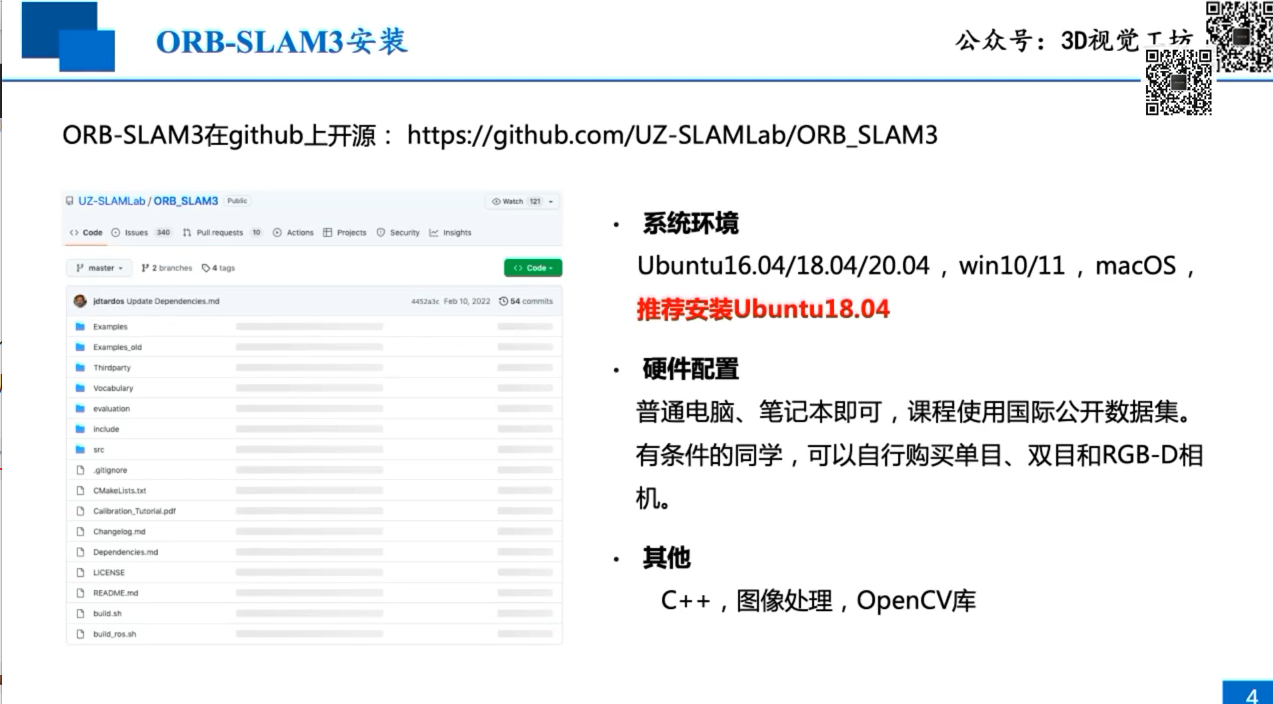 ORB-SLAM3安装
公众号：3D视觉工坊
ORB-SLAM3在github上开源： https://github.com/UZ-SLAMLab/ORB_SLAM3
UZ-SLAMLab / ORB_SLAM3 Public
Watch 121
Code Issues 340 Pull requests 10 Actions Projects Security Insights
master 2 branches 4 tags Code
jdtardos Update Dependencies.md 4452a3c Feb 10, 2022 54 commits
Examples
Examples_old
Thirdparty
Vocabulary
evaluation
include
src
.gitignore
CMakeLists.txt
Calibration_Tutorial.pdf
Changelog.md
Dependencies.md
LICENSE
README.md
build.sh
build_ros.sh
· 系统环境
Ubuntu16.04/18.04/20.04，win10/11，macOS，
推荐安装Ubuntu18.04
· 硬件配置
普通电脑、笔记本即可，课程使用国际公开数据集。
有条件的同学，可以自行购买单目、双目和RGB-D相
机。
· 其他
C++，图像处理，OpenCV库
4